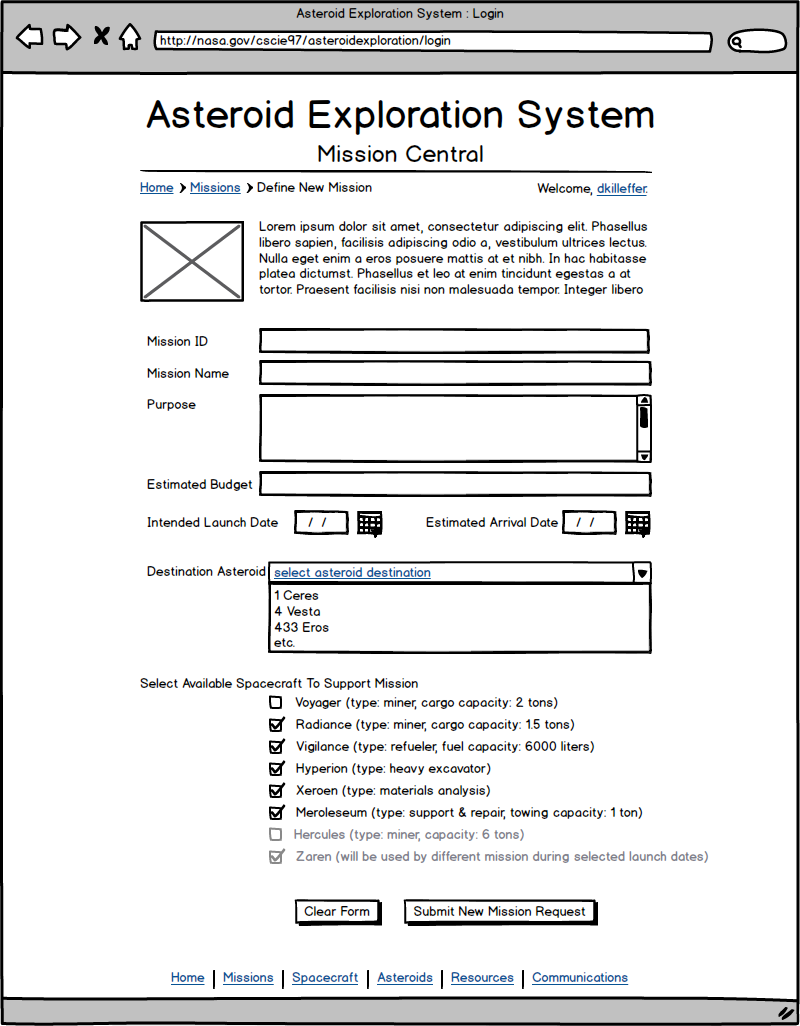 Asteroid Exploration System : Login
http://nasa.gov/cscie97/asteroidexploration/login
Asteroid Exploration System
Mission Central
Home > Missions > Define New Mission
Welcome, dkilleffer.
Lorem ipsum dolor sit amet, consectetur adipiscing elit. Phasellus
libero sapien, facilisis adipiscing odio a, vestibulum ultrices lectus.
Nulla eget enim a eros posuere mattis at et nibh. In hac habitasse
platea dictumst. Phasellus et leo at enim tincidunt egestas a at
tortor. Praesent facilisis nisi non malesuada tempor. Integer libero
Mission ID
Mission Name
Purpose
Estimated Budget
Intended Launch Date / /
Estimated Arrival Date / /
Destination Asteroid select asteroid destination
1 Ceres
4 Vesta
433 Eros
etc.
Select Available Spacecraft To Support Mission
Voyager (type: miner, cargo capacity: 2 tons)
Radiance (type: miner, cargo capacity: 1.5 tons)
Vigilance (type: refueler, fuel capacity: 6000 liters)
Hyperion (type: heavy excavator)
Xeroen (type: materials analysis)
Meroleseum (type: support & repair, towing capacity: 1 ton)
Hercules (type: miner, capacity: 6 tons)
Zaren (will be used by different mission during selected launch dates)
Clear Form
Submit New Mission Request
Home | Missions | Spacecraft | Asteroids | Resources | Communications